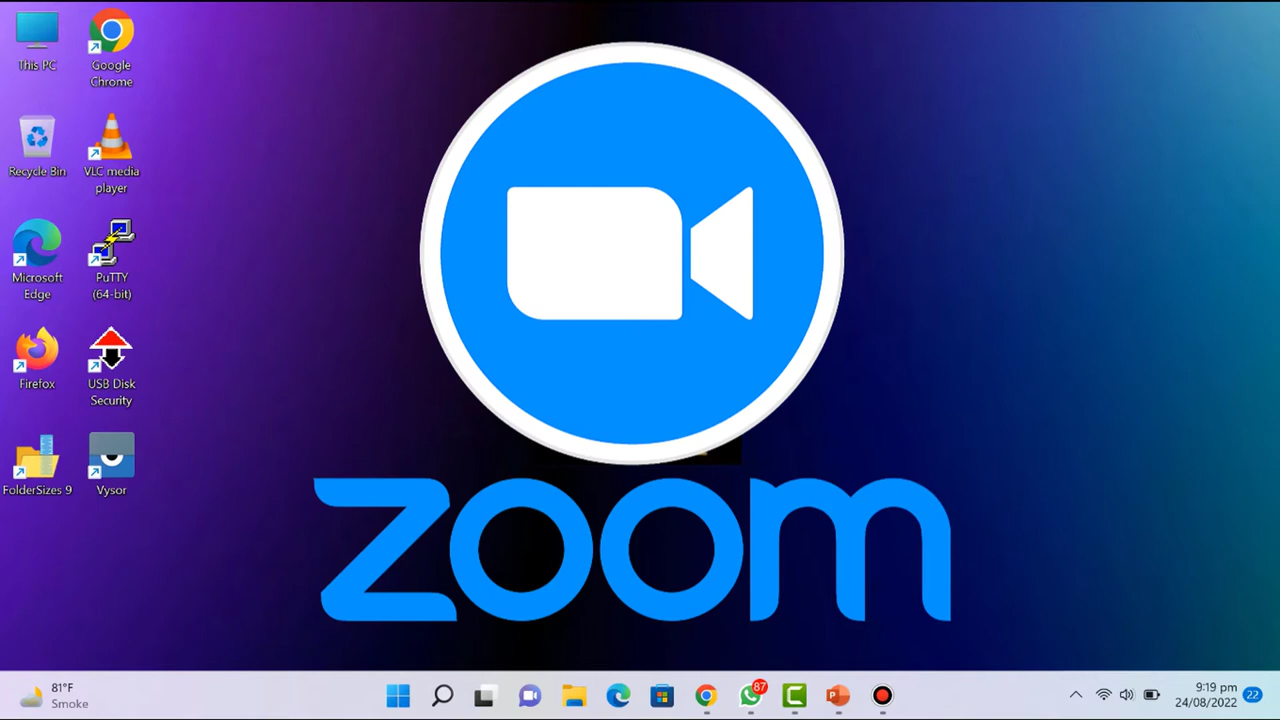 This PC
Google
Chrome
Recycle Bin
VLC media
player
Microsoft
Edge
PuTTY
(64-bit)
Firefox
USB Disk
Security
FolderSizes 9
Vysor
zoom
81°F
Smoke
87
P
9:19 pm
24/08/2022
22